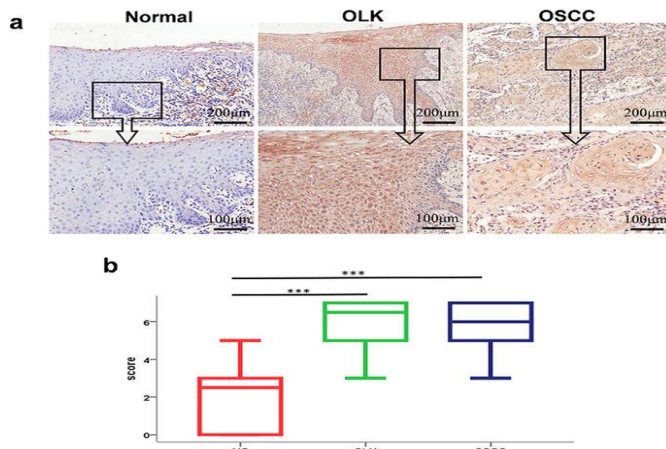 Normal OLK OSCC
a
200μm 200μm 200μm
100μm 100μm 100μm
b
***
***
6
4
score
2
0